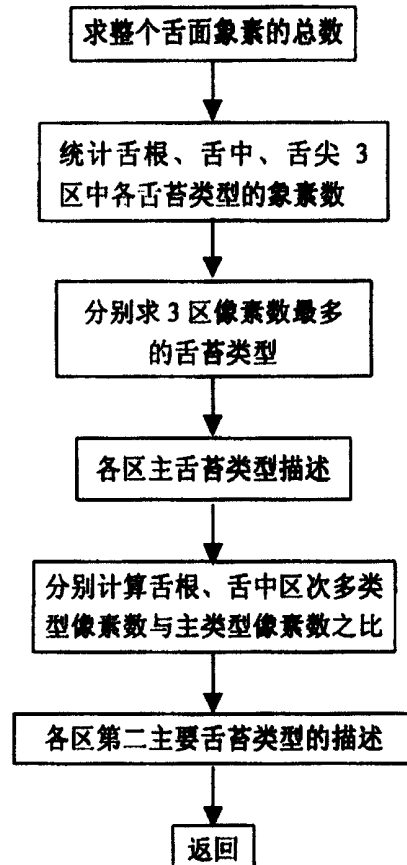 求整个舌面象素的总数
统计舌根、舌中、舌尖 3
区中各舌苔类型的象素数
分别求 3 区像素数最多
的舌苔类型
各区主舌苔类型描述
分别计算舌根、舌中区次多类
型像素数与主类型像素数之比
各区第二主要舌苔类型的描述
返回